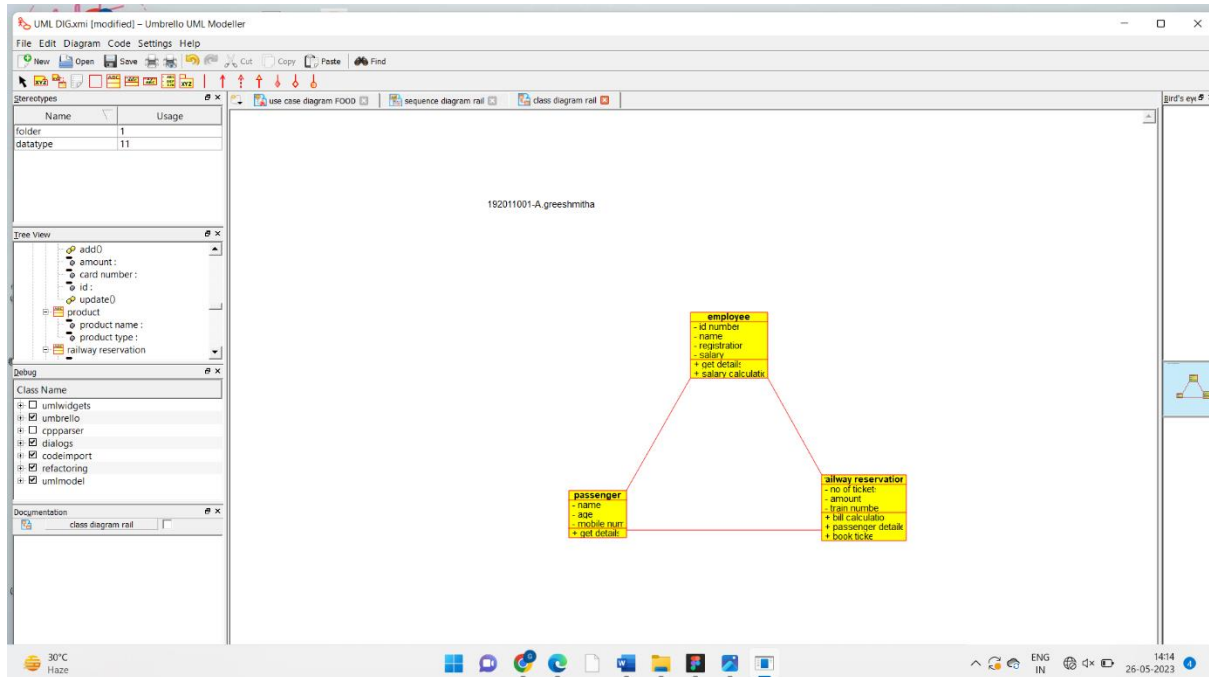 UML DIG.xmi [modified] – Umbrello UML Modeller
File Edit Diagram Code Settings Help
New Open Save Cut Copy Paste Find
Stereotypes
Name Usage
folder 1
datatype 11
use case diagram FOOD sequence diagram rail class diagram rail
Bird's eye
192011001-A.greeshmitha
Tree View
add()
amount :
card number :
id :
update()
product
product name :
product type :
railway reservation
Debug
Class Name
umlwidgets
umbrello
cppparser
dialogs
codeimport
refactoring
umlmodel
Documentation
class diagram rail
employee
- id number
- name
- registration
- salary
+ get details
+ salary calculatic
passenger
- name
- age
- mobile num
+ get details
ailway reservation
- no of tickets
- amount
- train numbe
+ bill calculatio
+ passenger details
+ book ticke
30°C
Haze
ENG
IN
14:14
26-05-2023
4